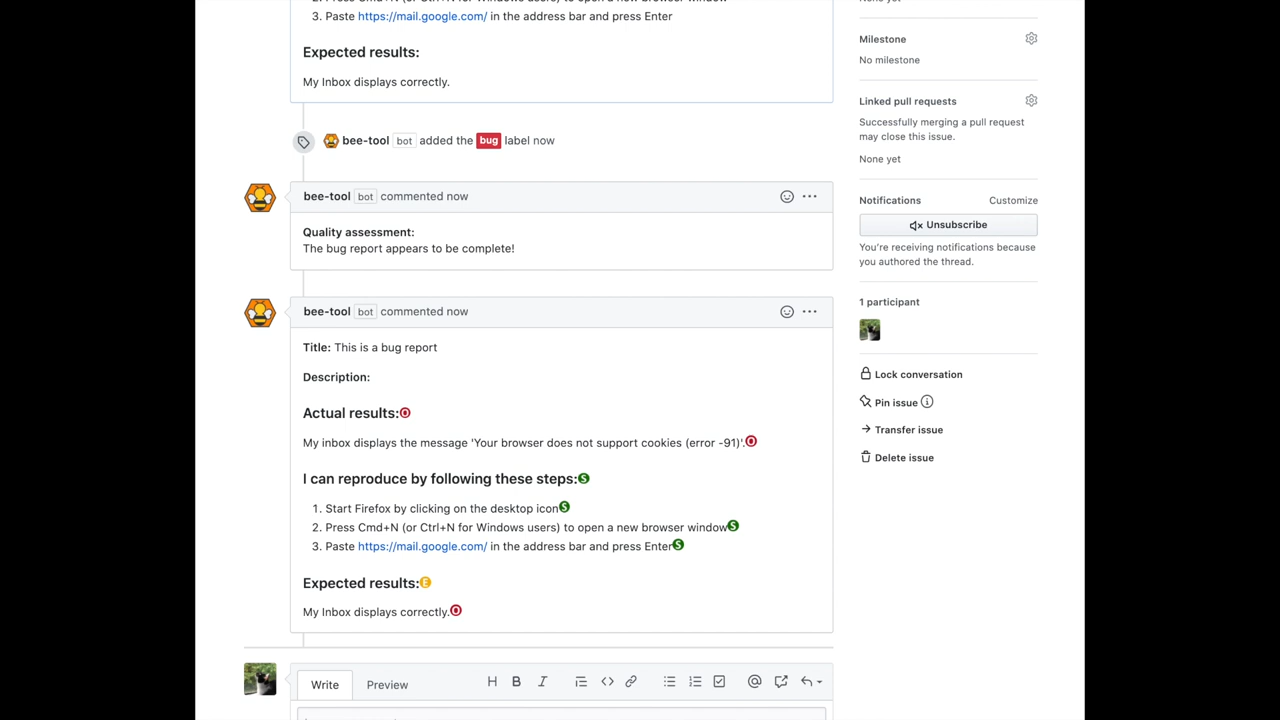 3. Paste https://mail.google.com/ in the address bar and press Enter
Expected results:
My Inbox displays correctly.
bee-tool bot added the bug label now
bee-tool bot commented now
Quality assessment:
The bug report appears to be complete!
bee-tool bot commented now
Title: This is a bug report
Description:
Actual results: O
My inbox displays the message 'Your browser does not support cookies (error -91)'. O
I can reproduce by following these steps: S
1. Start Firefox by clicking on the desktop icon S
2. Press Cmd+N (or Ctrl+N for Windows users) to open a new browser window S
3. Paste https://mail.google.com/ in the address bar and press Enter S
Expected results: E
My Inbox displays correctly. O
Write Preview
Milestone
No milestone
Linked pull requests
Successfully merging a pull request
may close this issue.
None yet
Notifications Customize
Unsubscribe
You're receiving notifications because
you authored the thread.
1 participant
Lock conversation
Pin issue
Transfer issue
Delete issue